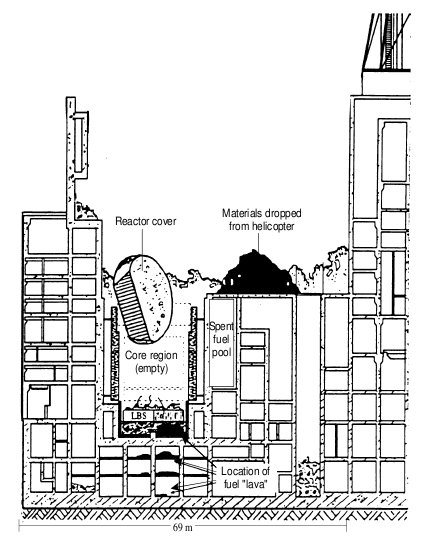 Reactor cover
Materials dropped
from helicopter
Spent
fuel
pool
Core region
(empty)
LBS
Location of
fuel "lava"
69 m